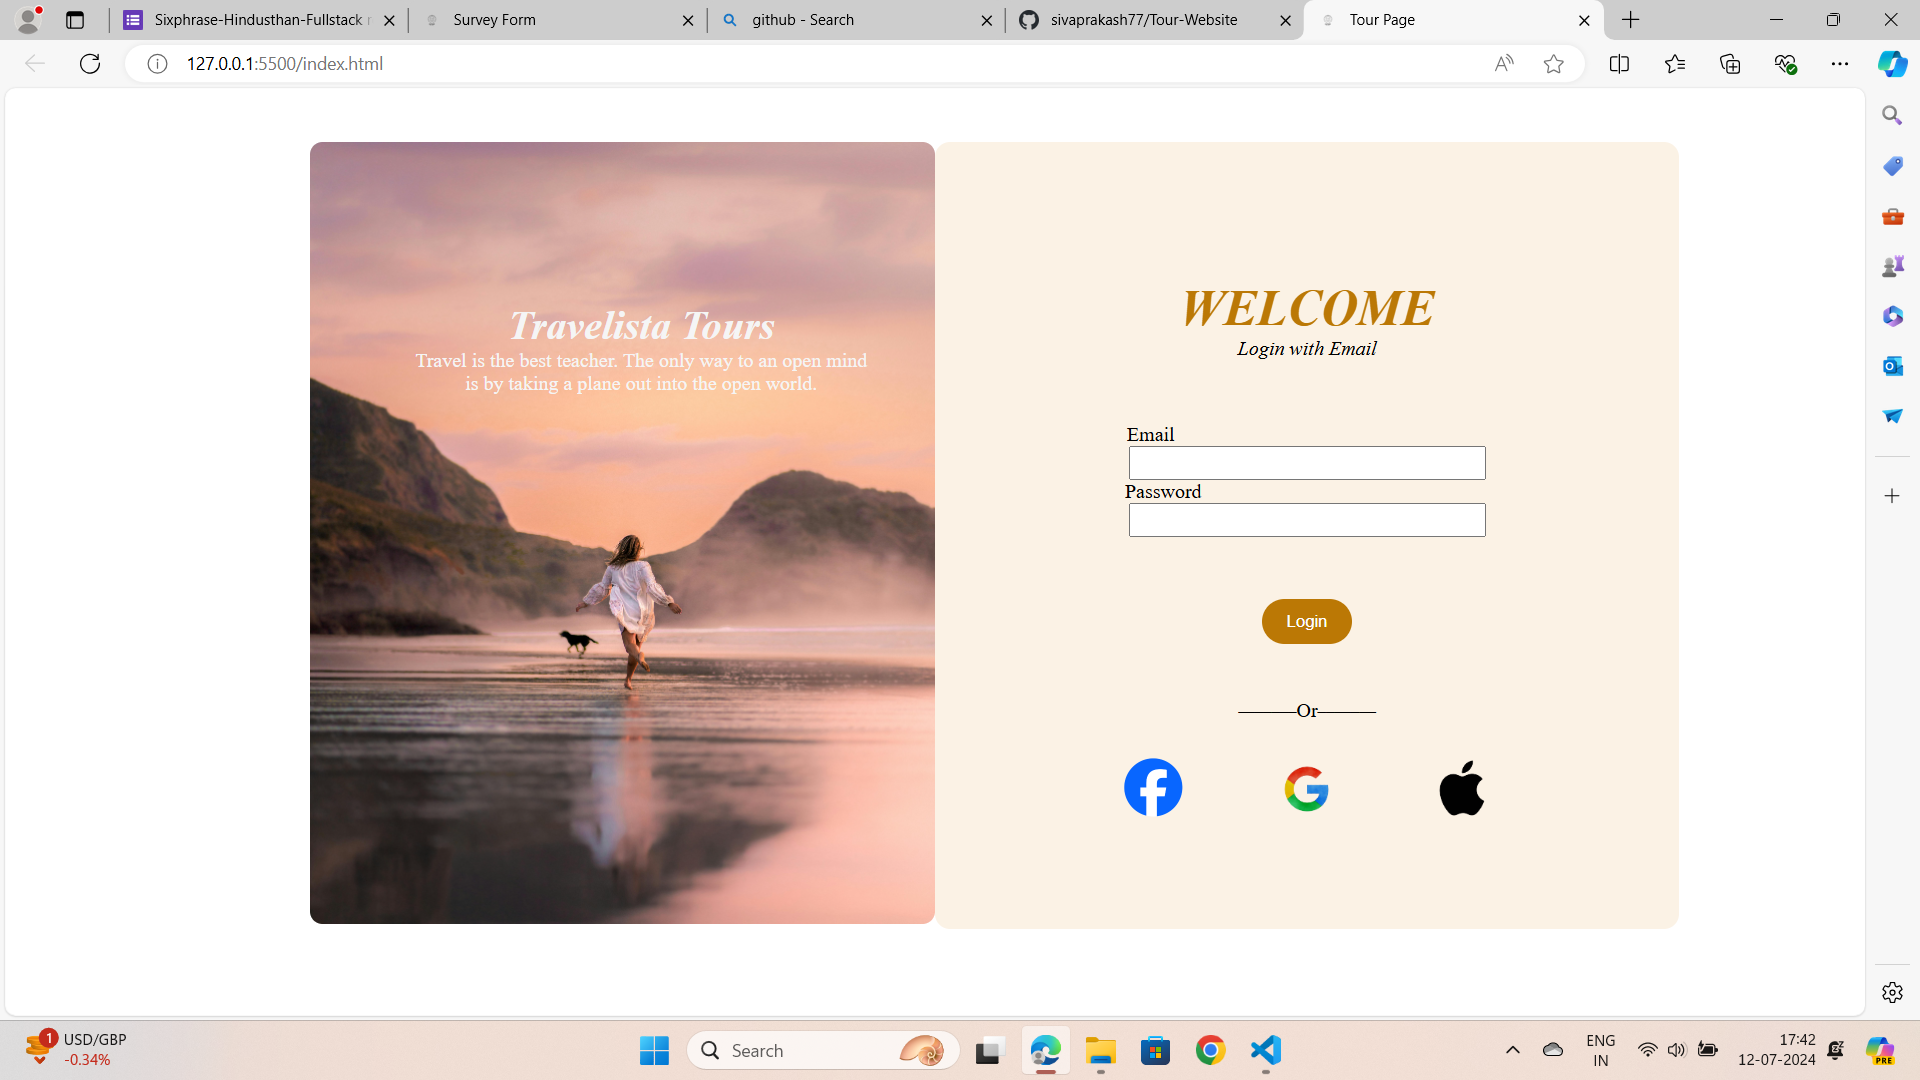 Sixphrase-Hindusthan-Fullstack r
Survey Form
github - Search
sivaprakash77/Tour-Website
Tour Page
127.0.0.1:5500/index.html
Travelista Tours
Travel is the best teacher. The only way to an open mind
is by taking a plane out into the open world.
WELCOME
Login with Email
Email
Password
Login
Or
1
USD/GBP
-0.34%
Search
ENG
IN
17:42
12-07-2024
PRE